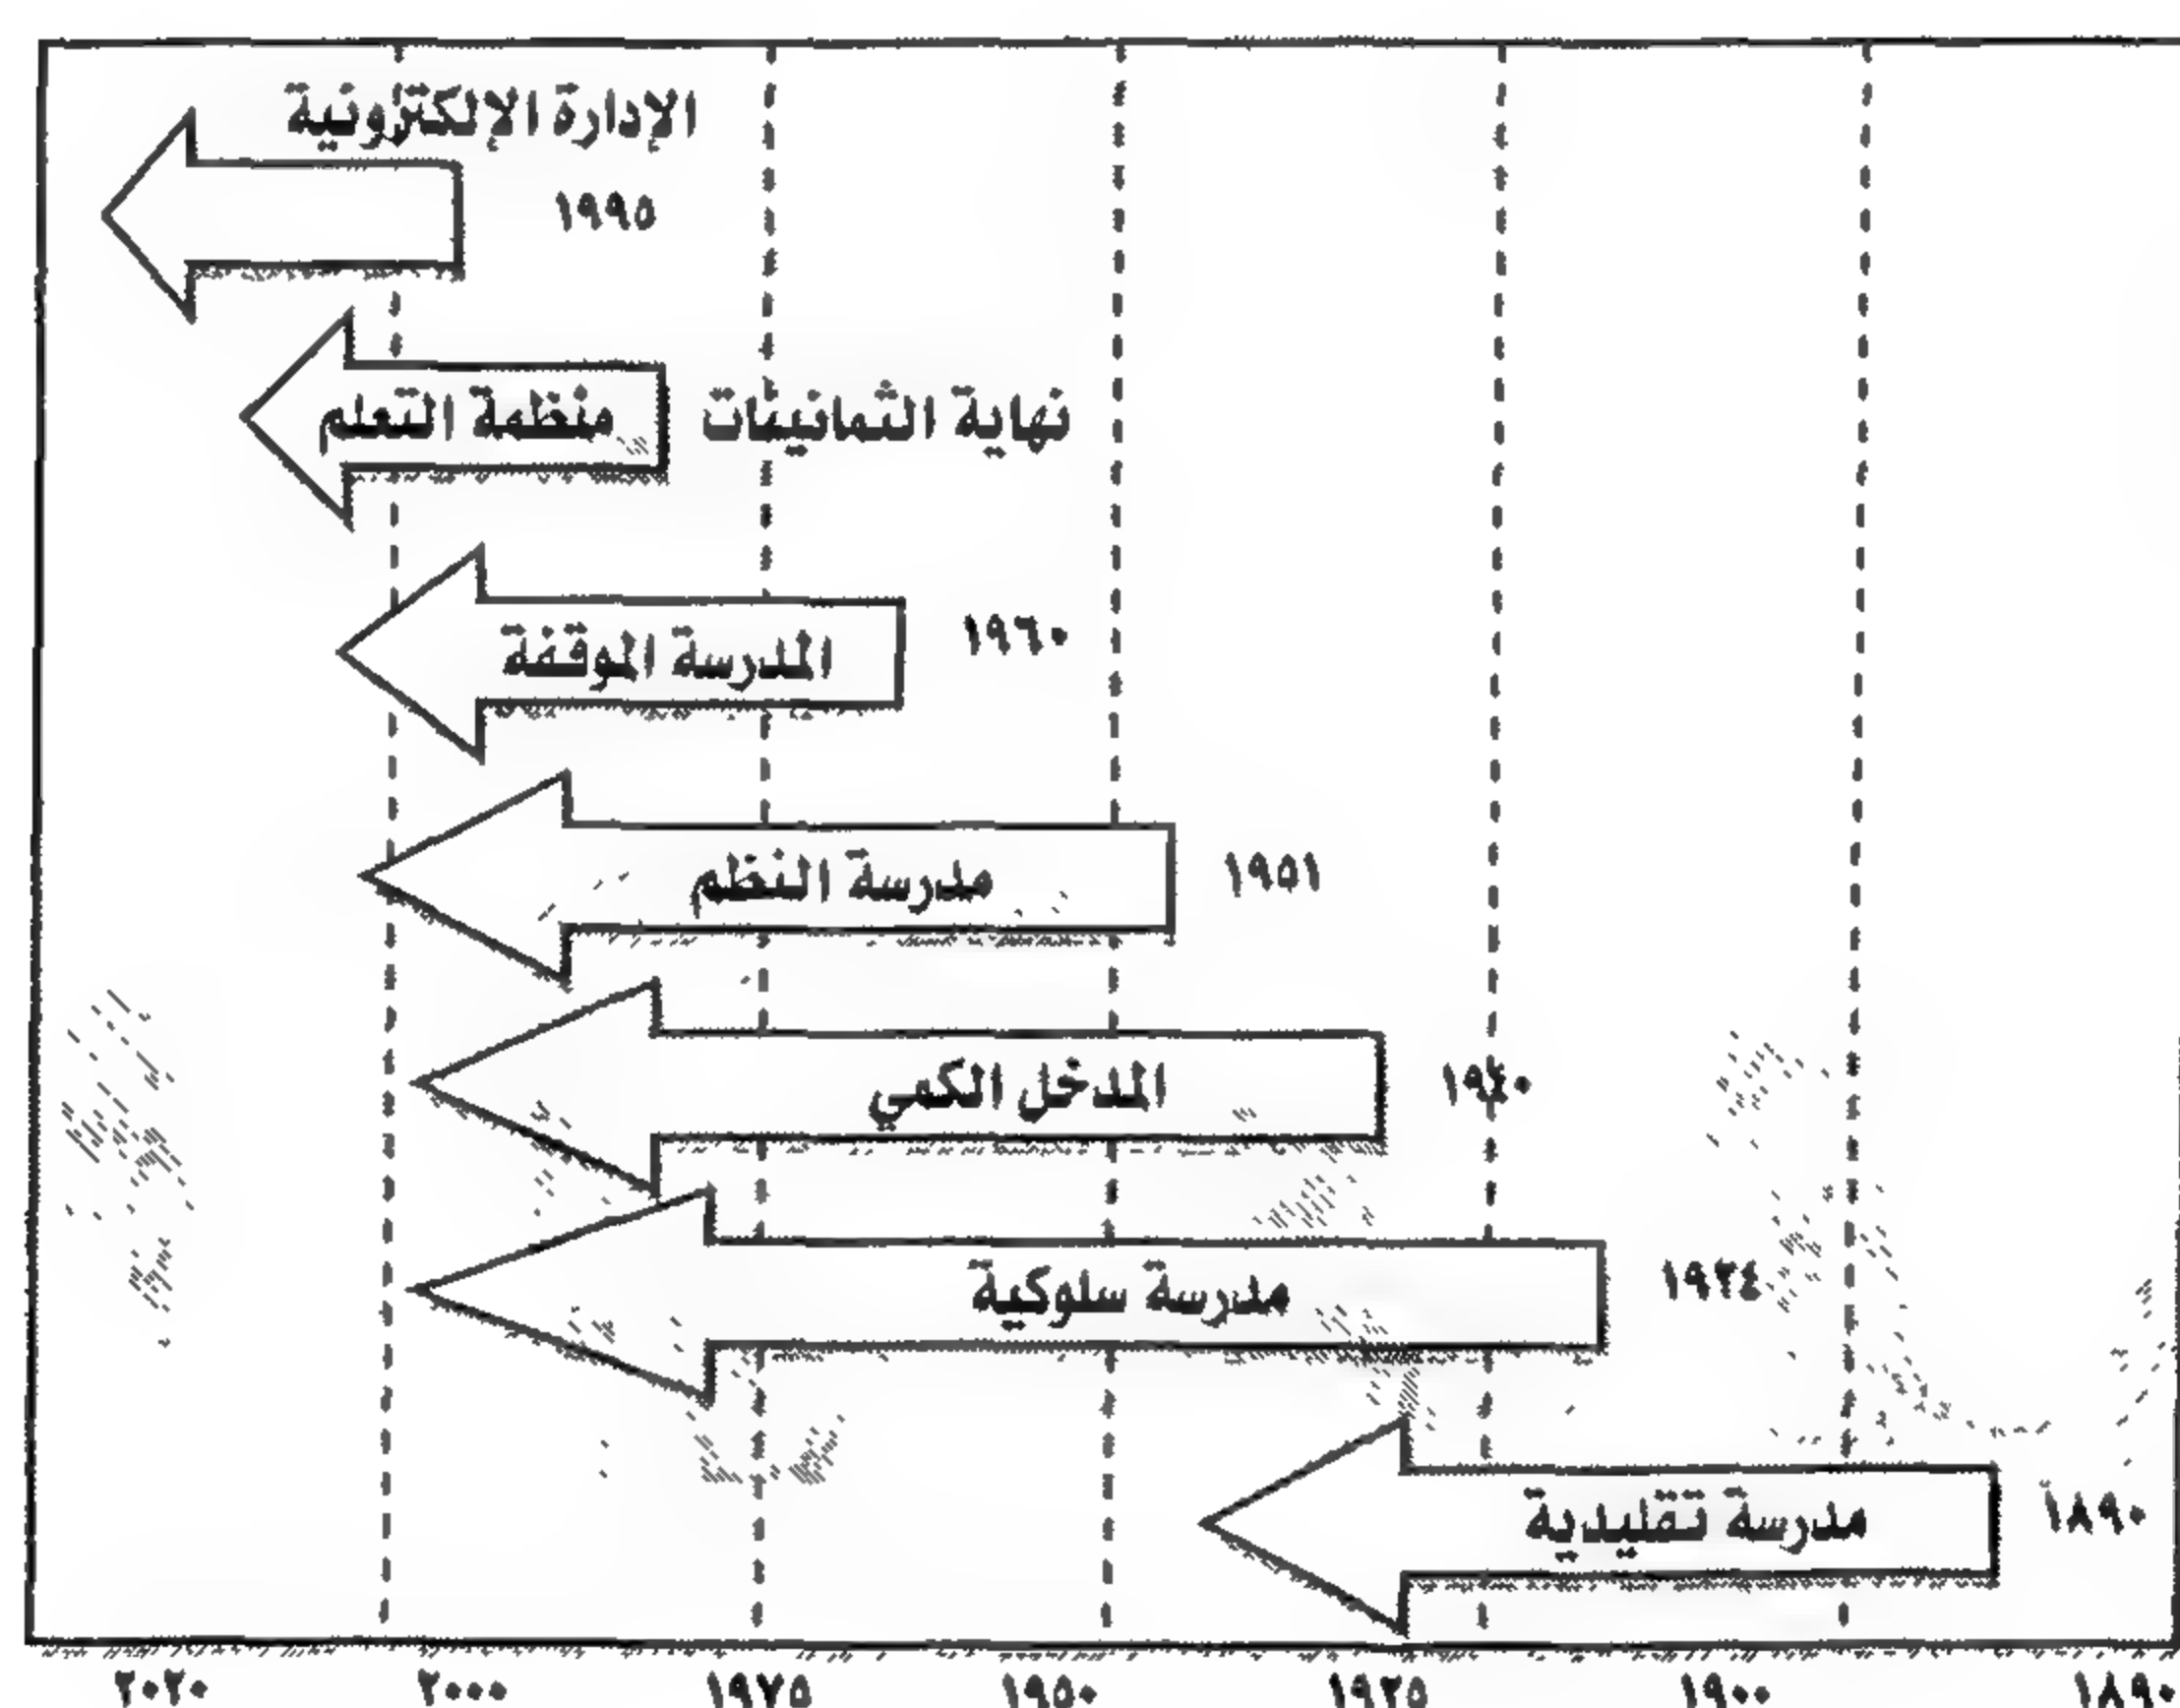 الإدارة الإلكترونية
١٩٩٥
نهاية الثمانينات منظمة التعلم
١٩٦٠ المدرسة الموقفة
١٩٥١ مدرسة النظم
١٩٤٠ المدخل الكمي
١٩٢٤ مدرسة سلوكية
١٨٩٠ مدرسة تقليدية
١٨٩٠ ١٩٠٠ ١٩٢٥ ١٩٥٠ ١٩٧٥ ٢٠٠٠ ٢٠٢٠